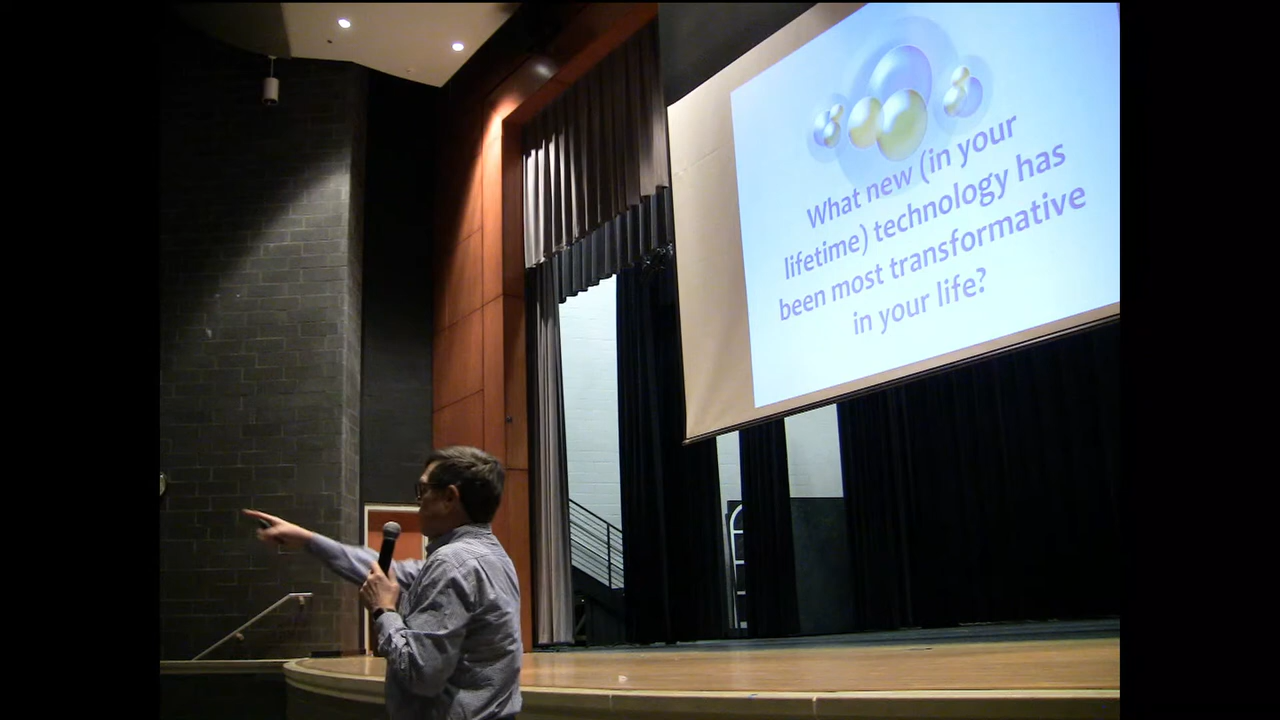 What new (in your
lifetime) technology has
been most transformative
in your life?